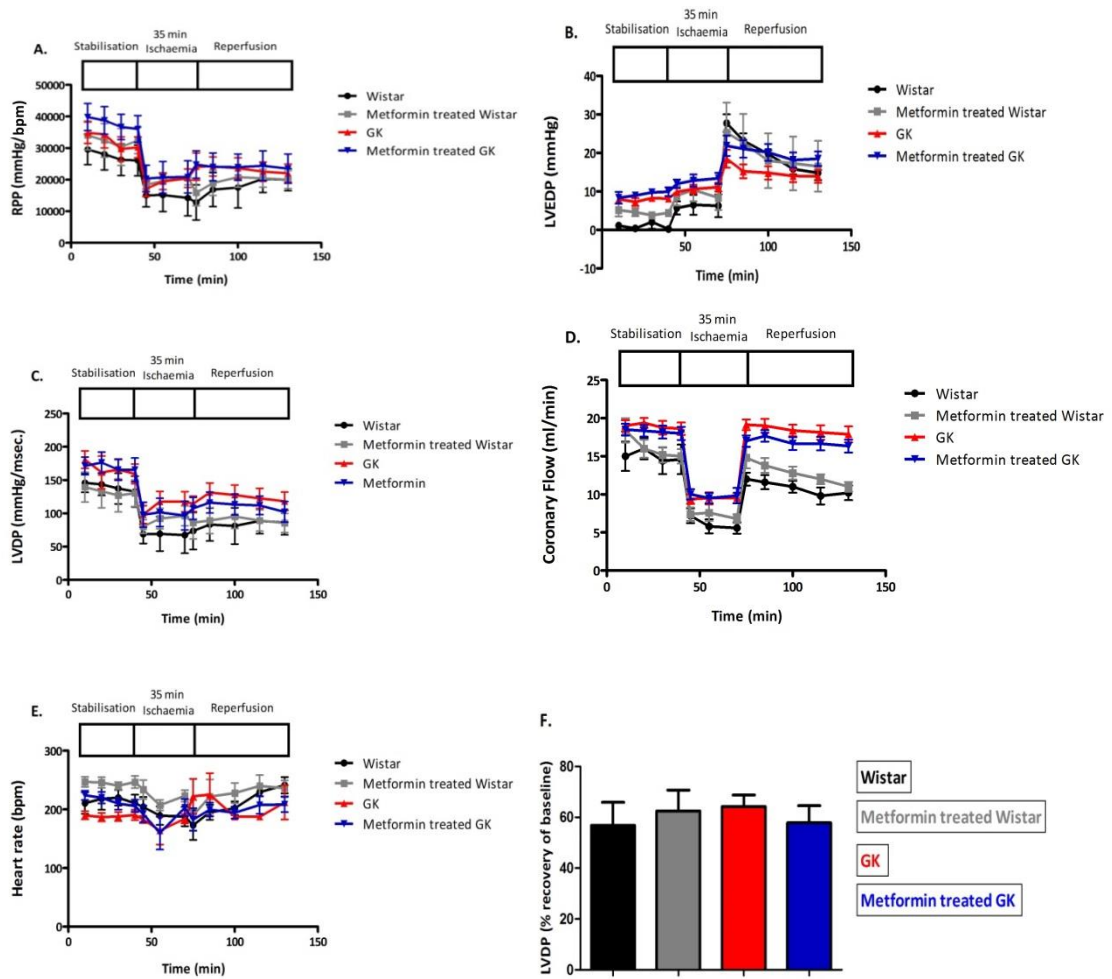 A.
35 min
Stabilisation Ischaemia Reperfusion
RPP (mmHg/bpm)
50000
40000
30000
20000
10000
0
0 50 100 150
Time (min)
Wistar
Metformin treated Wistar
GK
Metformin treated GK
B.
35 min
Stabilisation Ischaemia Reperfusion
LVEDP (mmHg)
40
30
20
10
0
-10
50 100 150
Time (min)
Wistar
Metformin treated Wistar
GK
Metformin treated GK
C.
35 min
Stabilisation Ischaemia Reperfusion
LVDP (mmHg/msec.)
250
200
150
100
50
0
0 50 100 150
Time (min)
Wistar
Metformin treated Wistar
GK
Metformin
D.
35 min
Stabilisation Ischaemia Reperfusion
Coronary Flow (ml/min)
25
20
15
10
5
0
0 50 100 150
Time (min)
Wistar
Metformin treated Wistar
GK
Metformin treated GK
E.
35 min
Stabilisation Ischaemia Reperfusion
Heart rate (bpm)
300
200
100
0
0 50 100 150
Time (min)
Wistar
Metformin treated Wistar
GK
Metformin treated GK
F.
LVDP (% recovery of baseline)
80
60
40
20
0
Wistar
Metformin treated Wistar
GK
Metformin treated GK